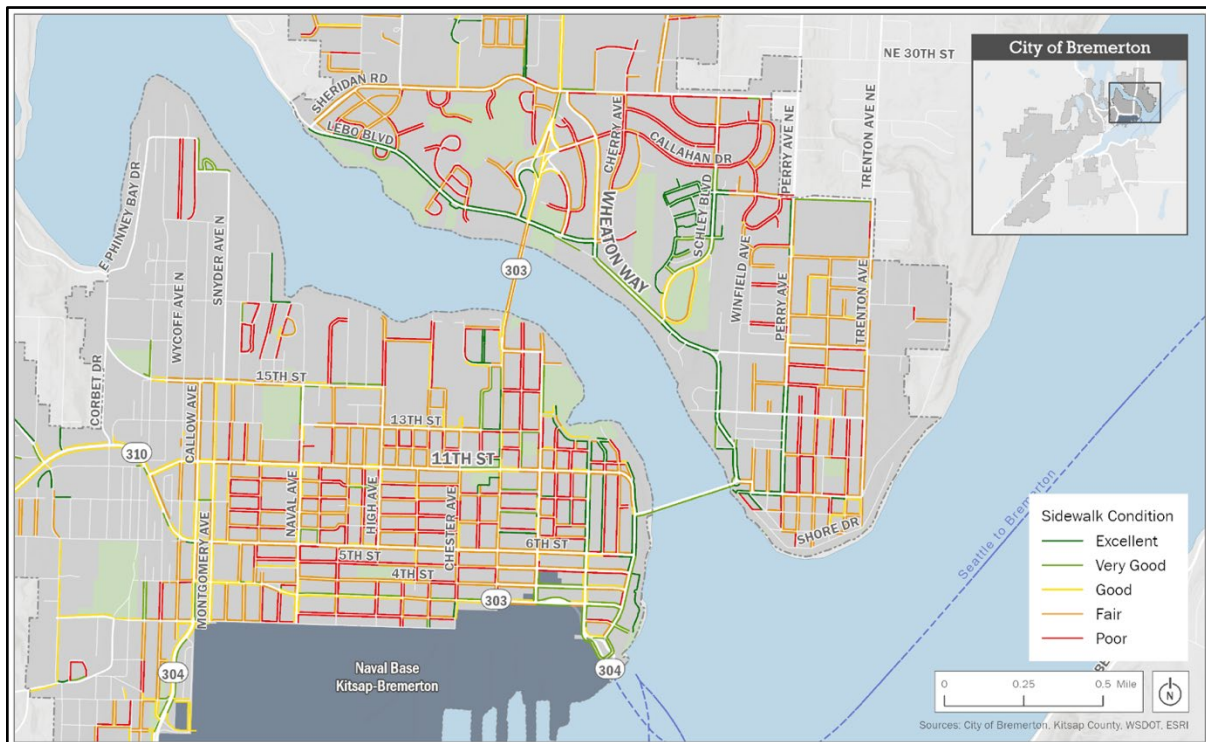 NE 30TH ST
City of Bremerton
SHERIDAN RD
LEBO BLVD
CHERRY AVE
CALLAHAN DR
PERRY AVE NE
TRENTON AVE NE
E PHINNEY BAY DR
WYCOFF AVE N
SNYDER AVE N
WHEATON WAY
SCHLEY BLVD
303
WINFIELD AVE
PERRY AVE
TRENTON AVE
CORBET DR
CALLOW AVE
15TH ST
13TH ST
310
11TH ST
NAVAL AVE
HIGH AVE
CHESTER AVE
MONTGOMERY AVE
6TH ST
5TH ST
4TH ST
303
SHORE DR
Seattle to Bremerton
Naval Base
Kitsap-Bremerton
304
304
Sidewalk Condition
Excellent
Very Good
Good
Fair
Poor
0 0.25 0.5 Mile
Sources: City of Bremerton, Kitsap County, WSDOT, ESRI